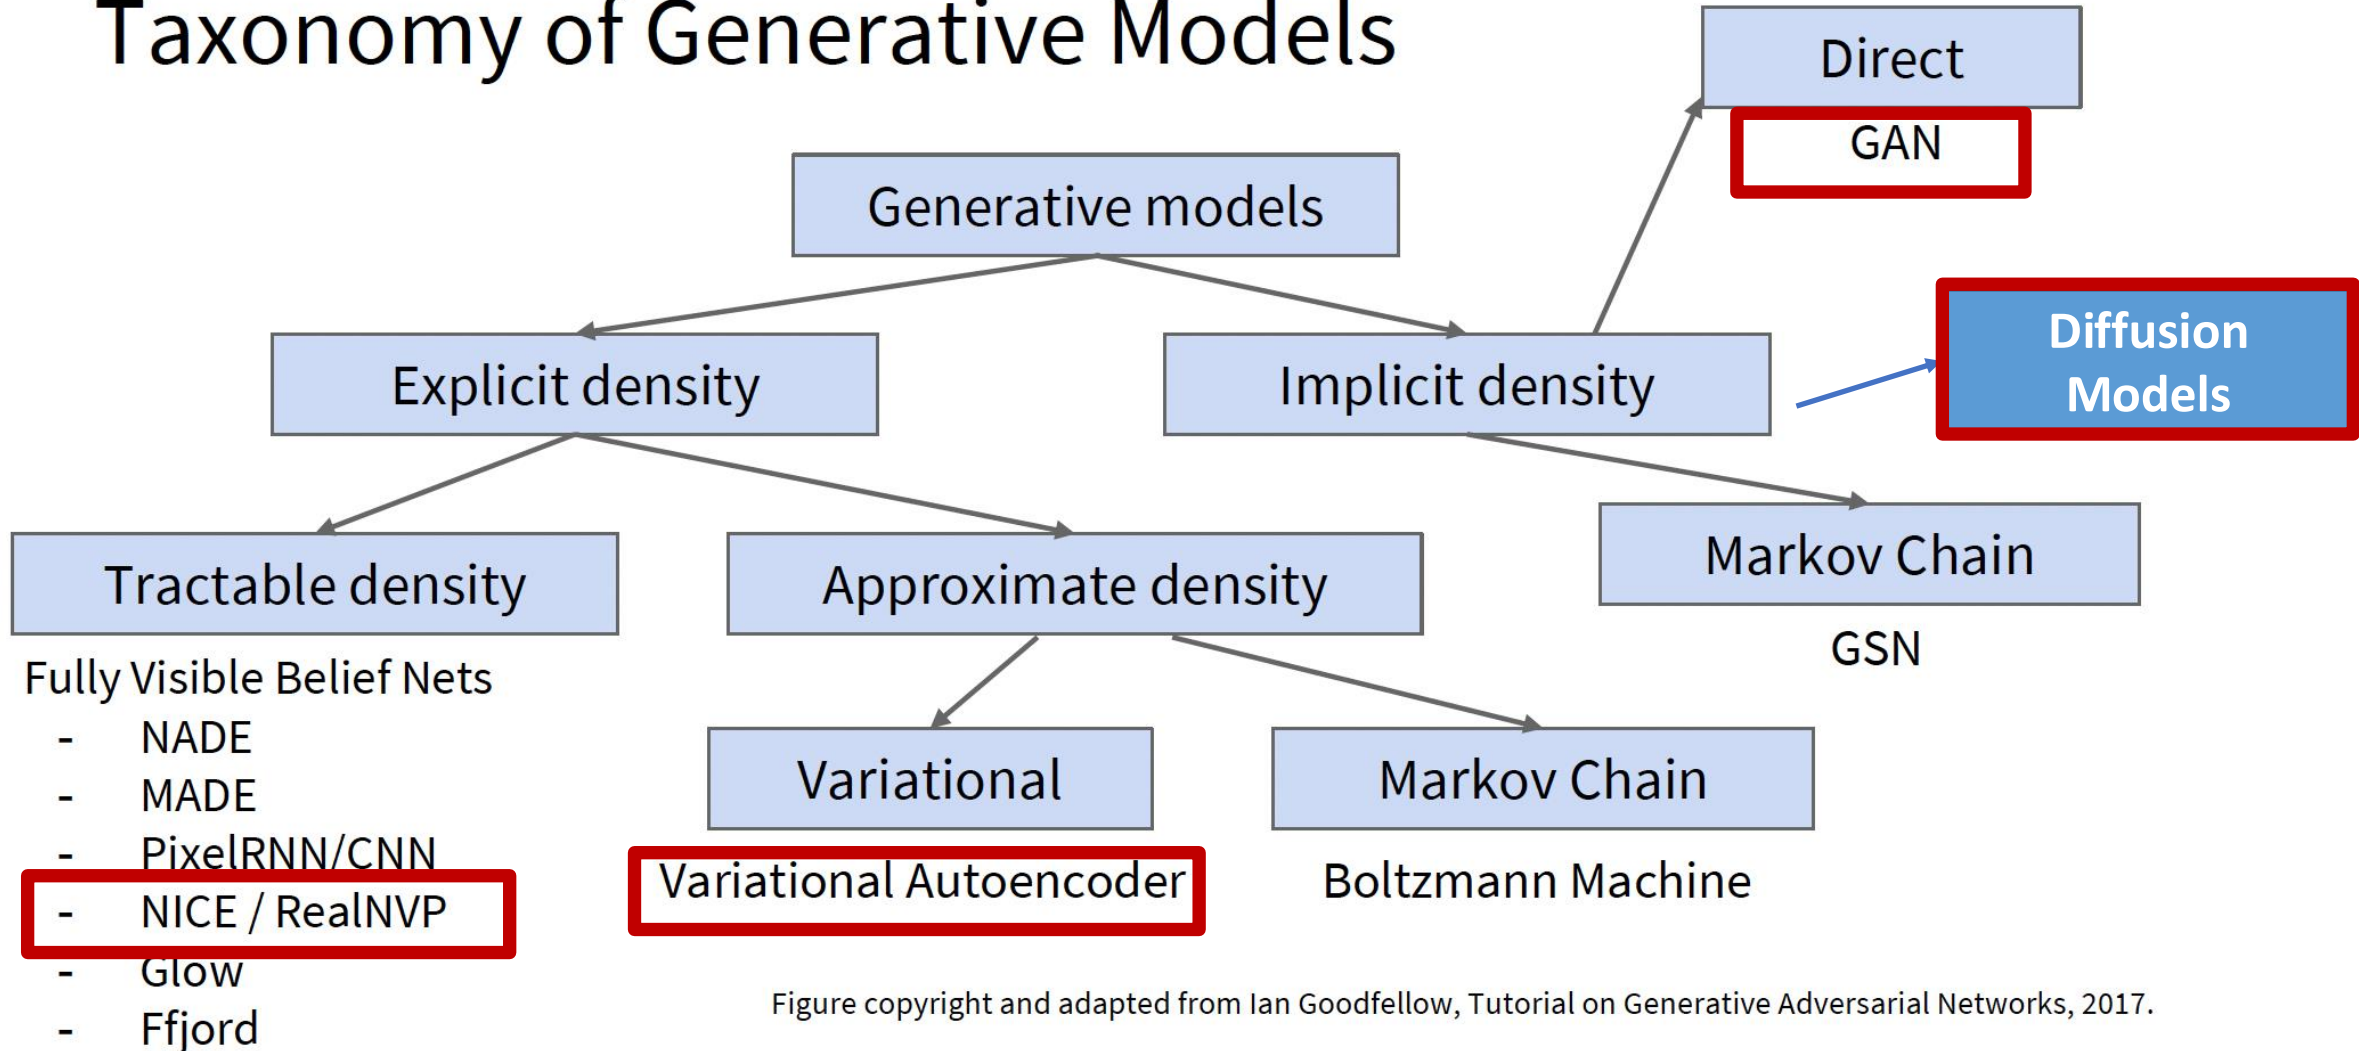 Taxonomy of Generative Models
Direct
GAN
Generative models
Diffusion
Models
Explicit density
Implicit density
Tractable density
Approximate density
Markov Chain
GSN
Fully Visible Belief Nets
- NADE
- MADE
- PixelRNN/CNN
- NICE / RealNVP
- Glow
- Ffjord
Variational
Markov Chain
Variational Autoencoder
Boltzmann Machine
Figure copyright and adapted from Ian Goodfellow, Tutorial on Generative Adversarial Networks, 2017.